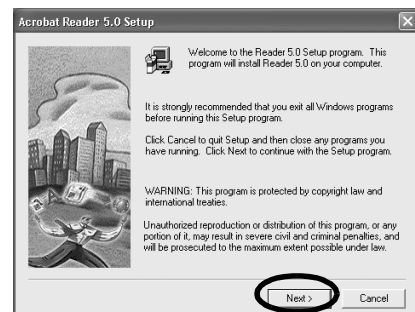 Acrobat Reader 5.0 Setup
Welcome to the Reader 5.0 Setup program. This
program will install Reader 5.0 on your computer.
It is strongly recommended that you exit all Windows programs
before running this Setup program.
Click Cancel to quit Setup and then close any programs you
have running. Click Next to continue with the Setup program.
WARNING: This program is protected by copyright law and
international treaties.
Unauthorized reproduction or distribution of this program, or any
portion of it, may result in severe civil and criminal penalties, and
will be prosecuted to the maximum extent possible under law.
Next >
Cancel